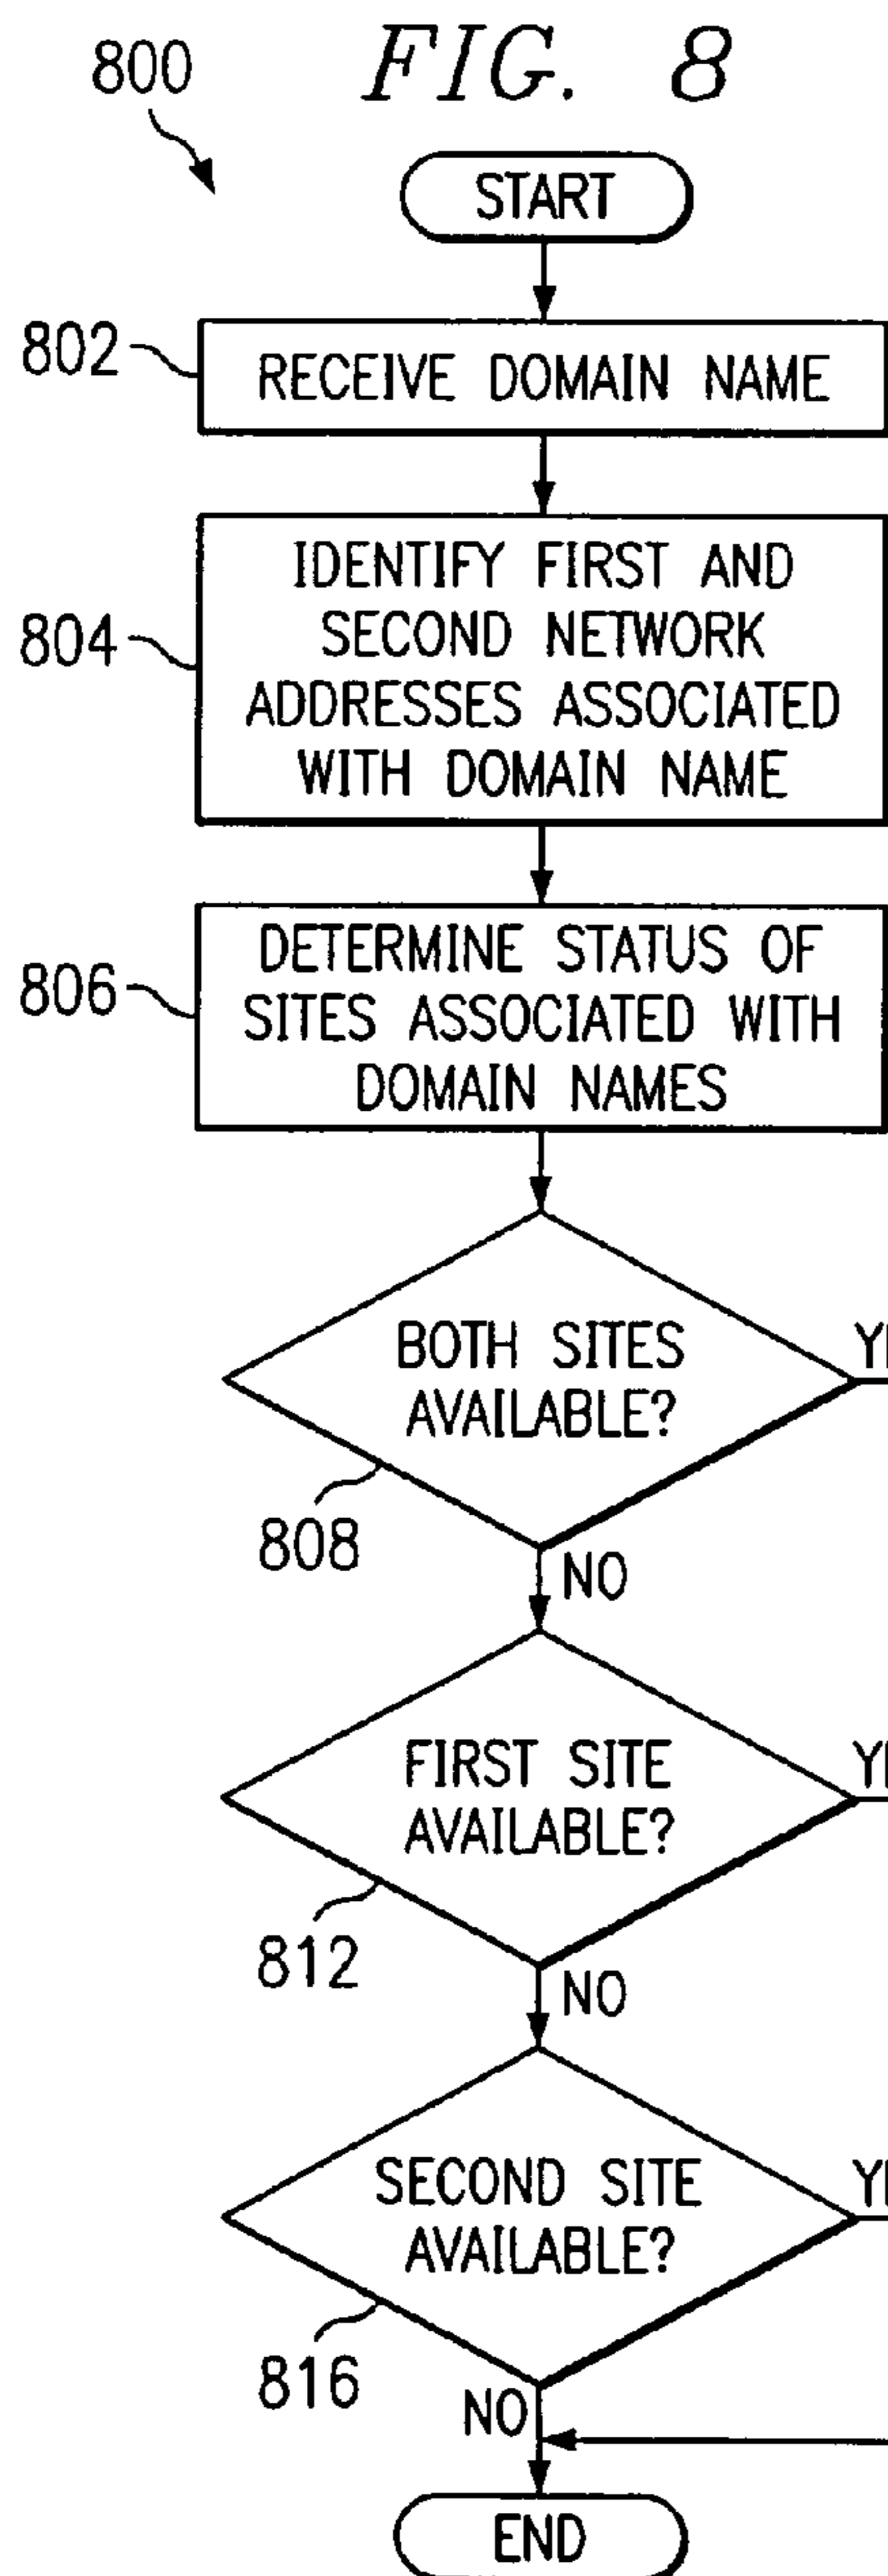 800
FIG. 8
START
802
RECEIVE DOMAIN NAME
804
IDENTIFY FIRST AND
SECOND NETWORK
ADDRESSES ASSOCIATED
WITH DOMAIN NAME
806
DETERMINE STATUS OF
SITES ASSOCIATED WITH
DOMAIN NAMES
BOTH SITES
AVAILABLE?
808
NO
FIRST SITE
AVAILABLE?
812
NO
SECOND SITE
AVAILABLE?
816
NO
END